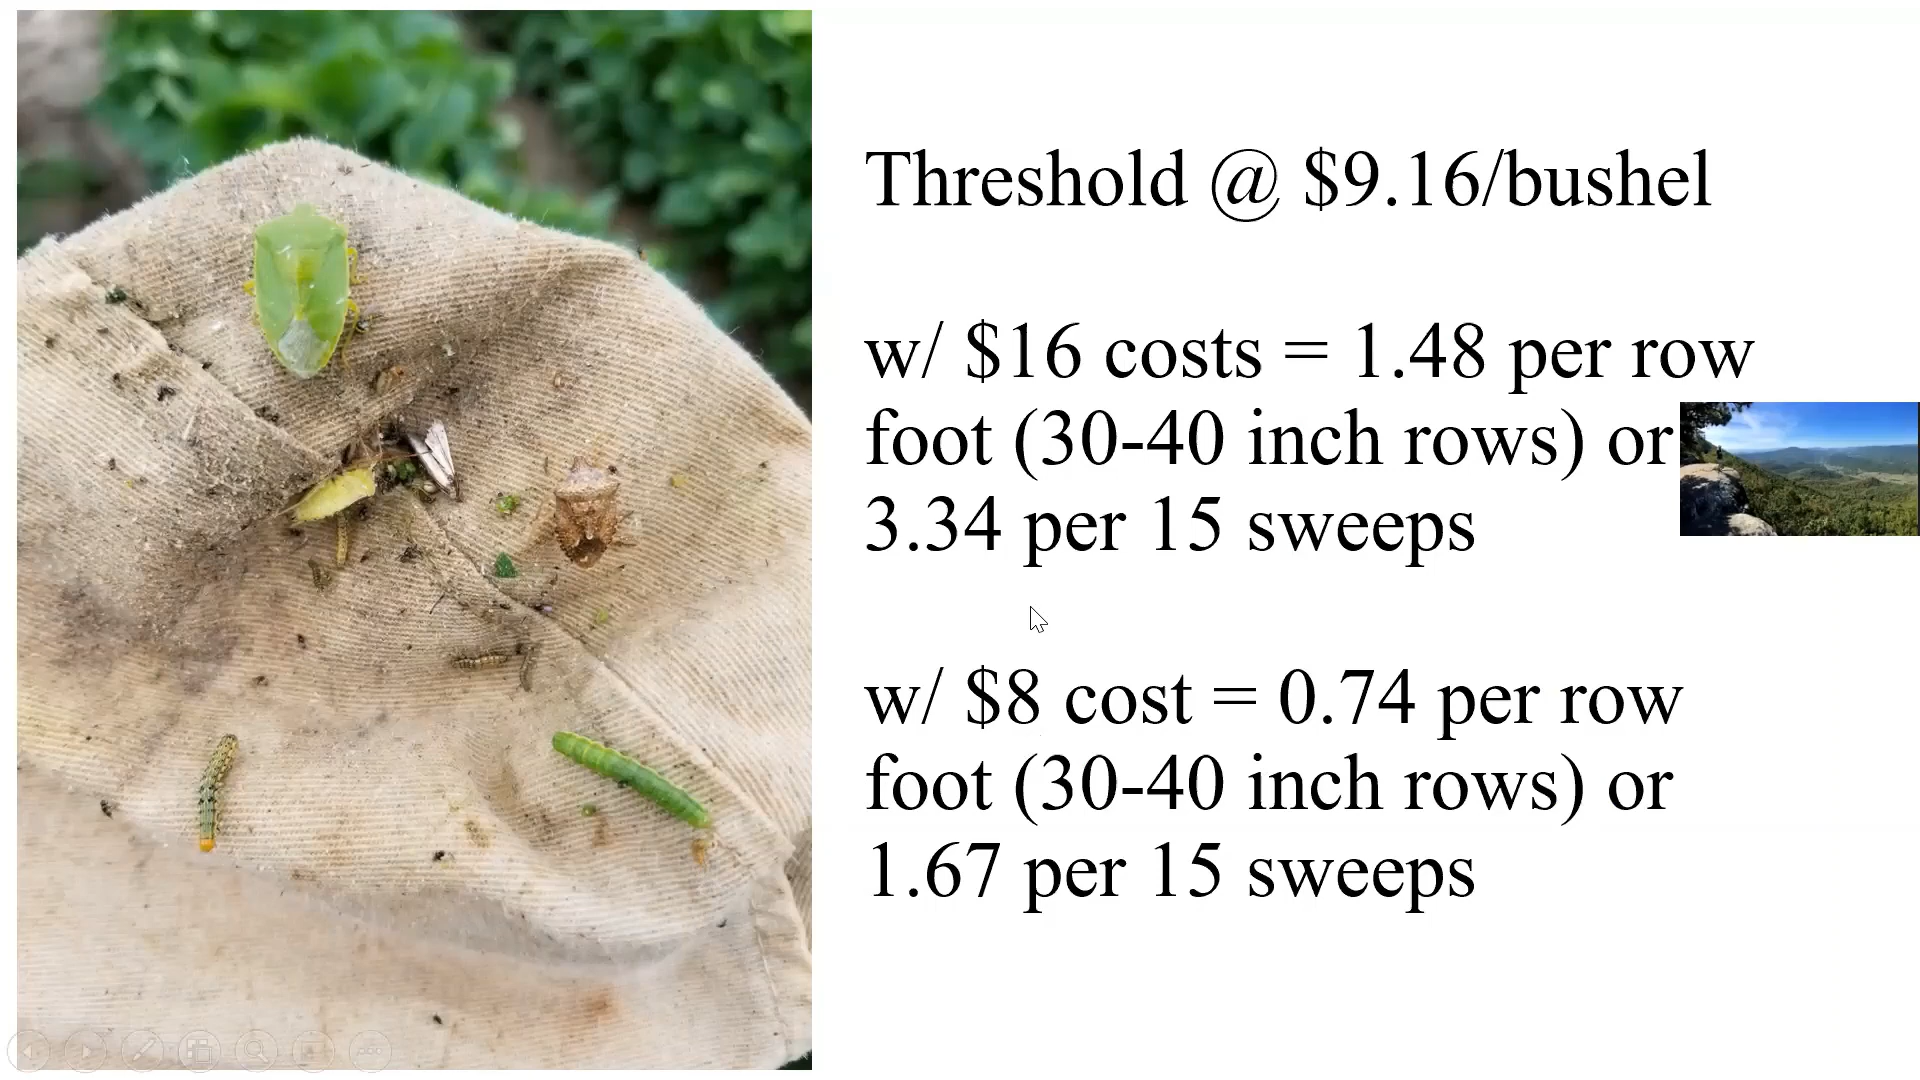 Threshold @ $9.16/bushel
w/ $16 costs = 1.48 per row
foot (30-40 inch rows) or
3.34 per 15 sweeps
w/ $8 cost = 0.74 per row
foot (30-40 inch rows) or
1.67 per 15 sweeps